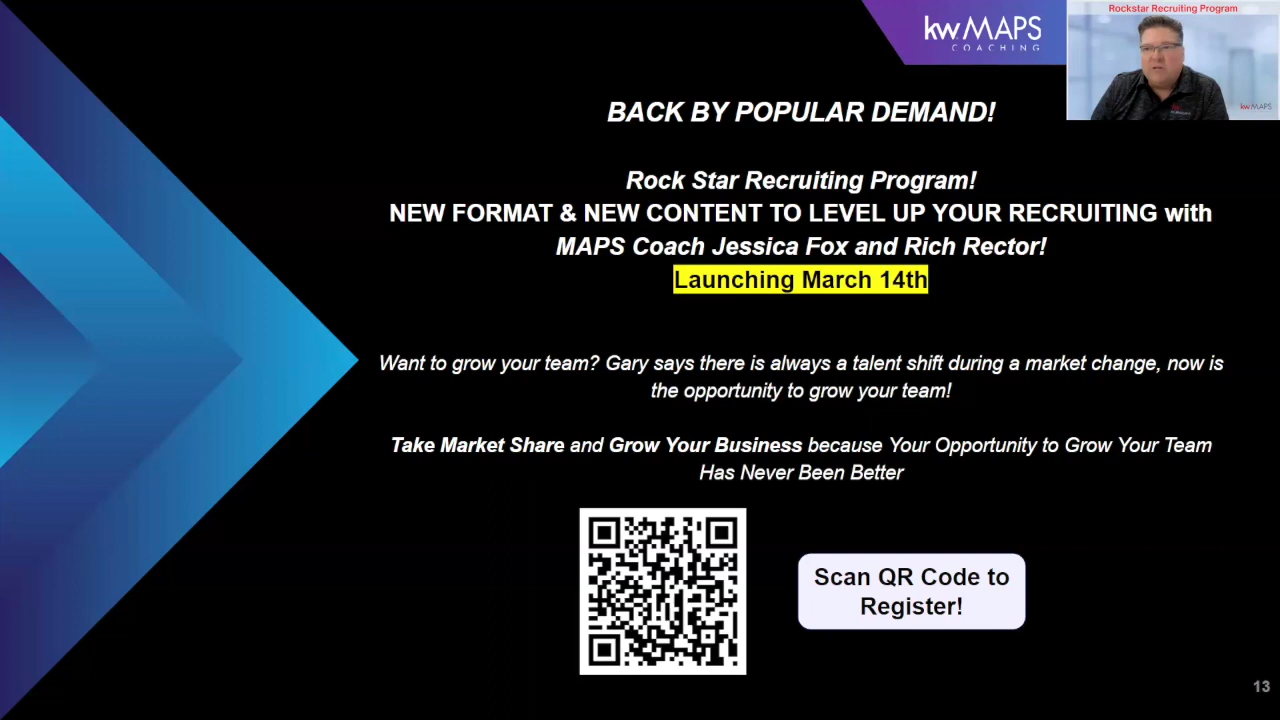 Rockstar Recruiting Program
kw MAPS
COACHING
kw MAPS
BACK BY POPULAR DEMAND!
Rock Star Recruiting Program!
NEW FORMAT & NEW CONTENT TO LEVEL UP YOUR RECRUITING with
MAPS Coach Jessica Fox and Rich Rector!
Launching March 14th
Want to grow your team? Gary says there is always a talent shift during a market change, now is
the opportunity to grow your team!
Take Market Share and Grow Your Business because Your Opportunity to Grow Your Team
Has Never Been Better
Scan QR Code to
Register!
13